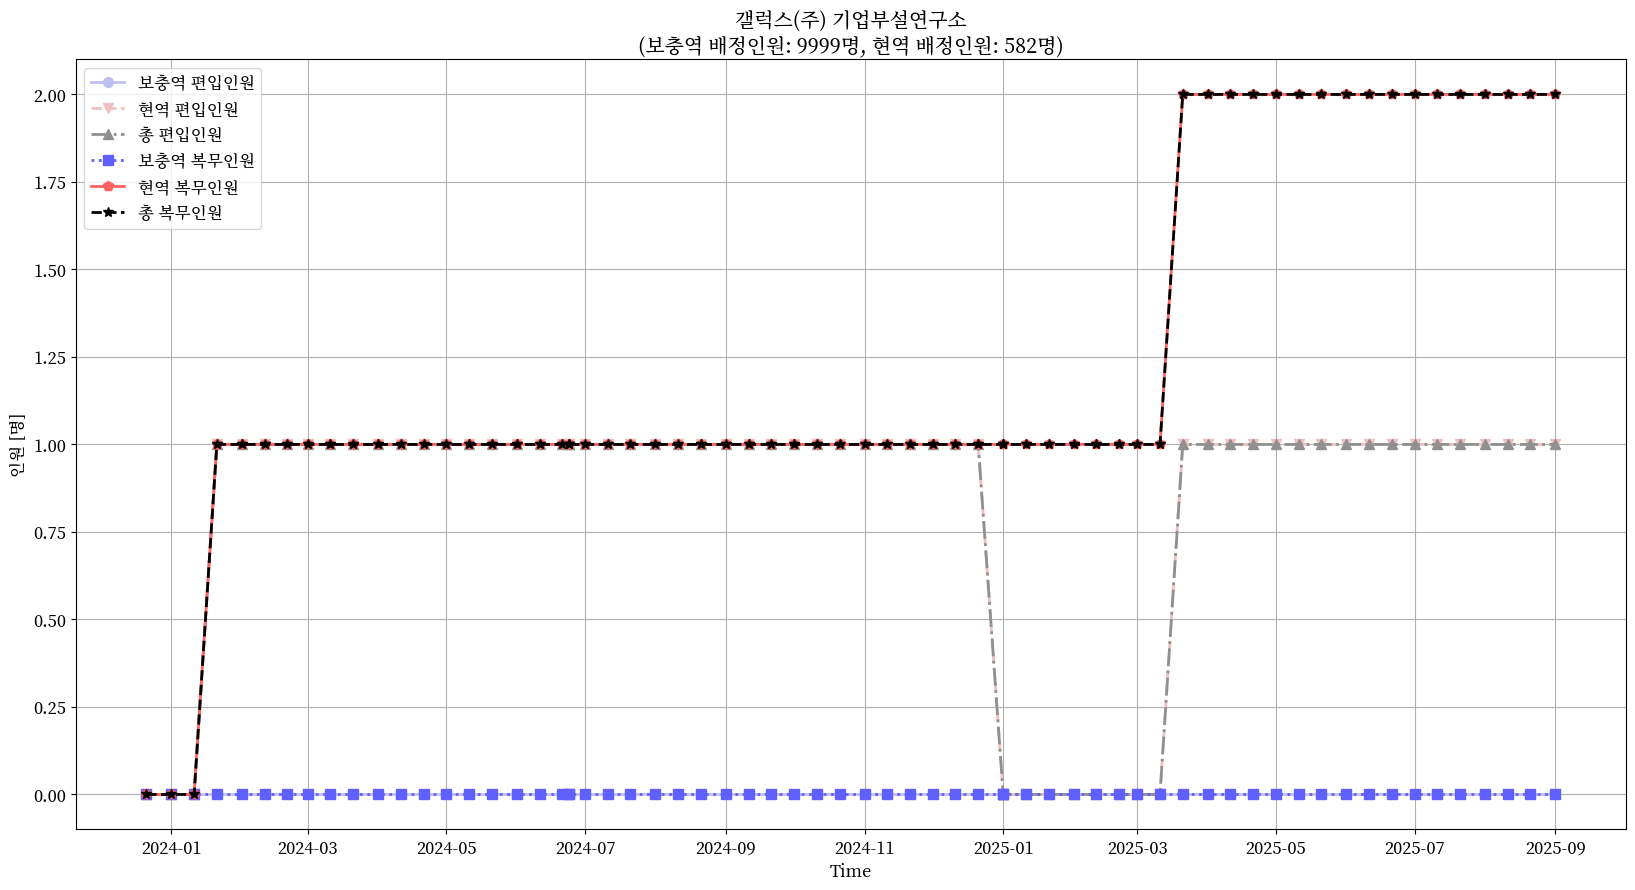 갤럭스(주) 기업부설연구소
(보충역 배정인원: 9999명, 현역 배정인원: 582명)
보충역 편입인원
현역 편입인원
총 편입인원
보충역 복무인원
현역 복무인원
총 복무인원
2.00
1.75
1.50
1.25
1.00
0.75
0.50
0.25
0.00
인원 [명]
2024-01
2024-03
2024-05
2024-07
2024-09
2024-11
2025-01
2025-03
2025-05
2025-07
2025-09
Time